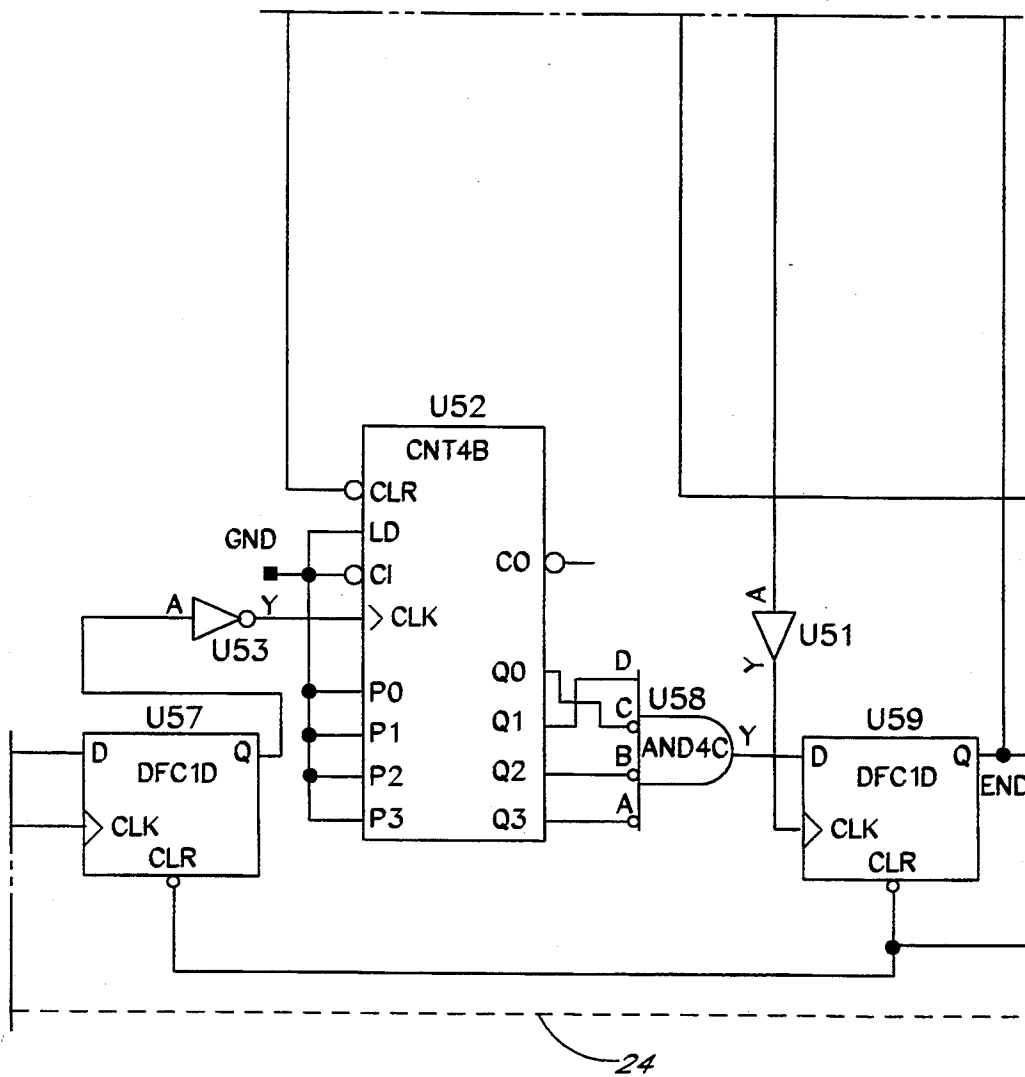 U52
CNT4B
CLR
LD
GND
CI
CO
A
Y
U53
CLK
A
U51
Y
Q0
D
U58
P0
C
Q1
P1
AND4C
Y
B
Q2
P2
A
Q3
P3
U57
D
Q
DFC1D
CLK
CLR
U59
D
Q
DFC1D
END
CLK
CLR
24